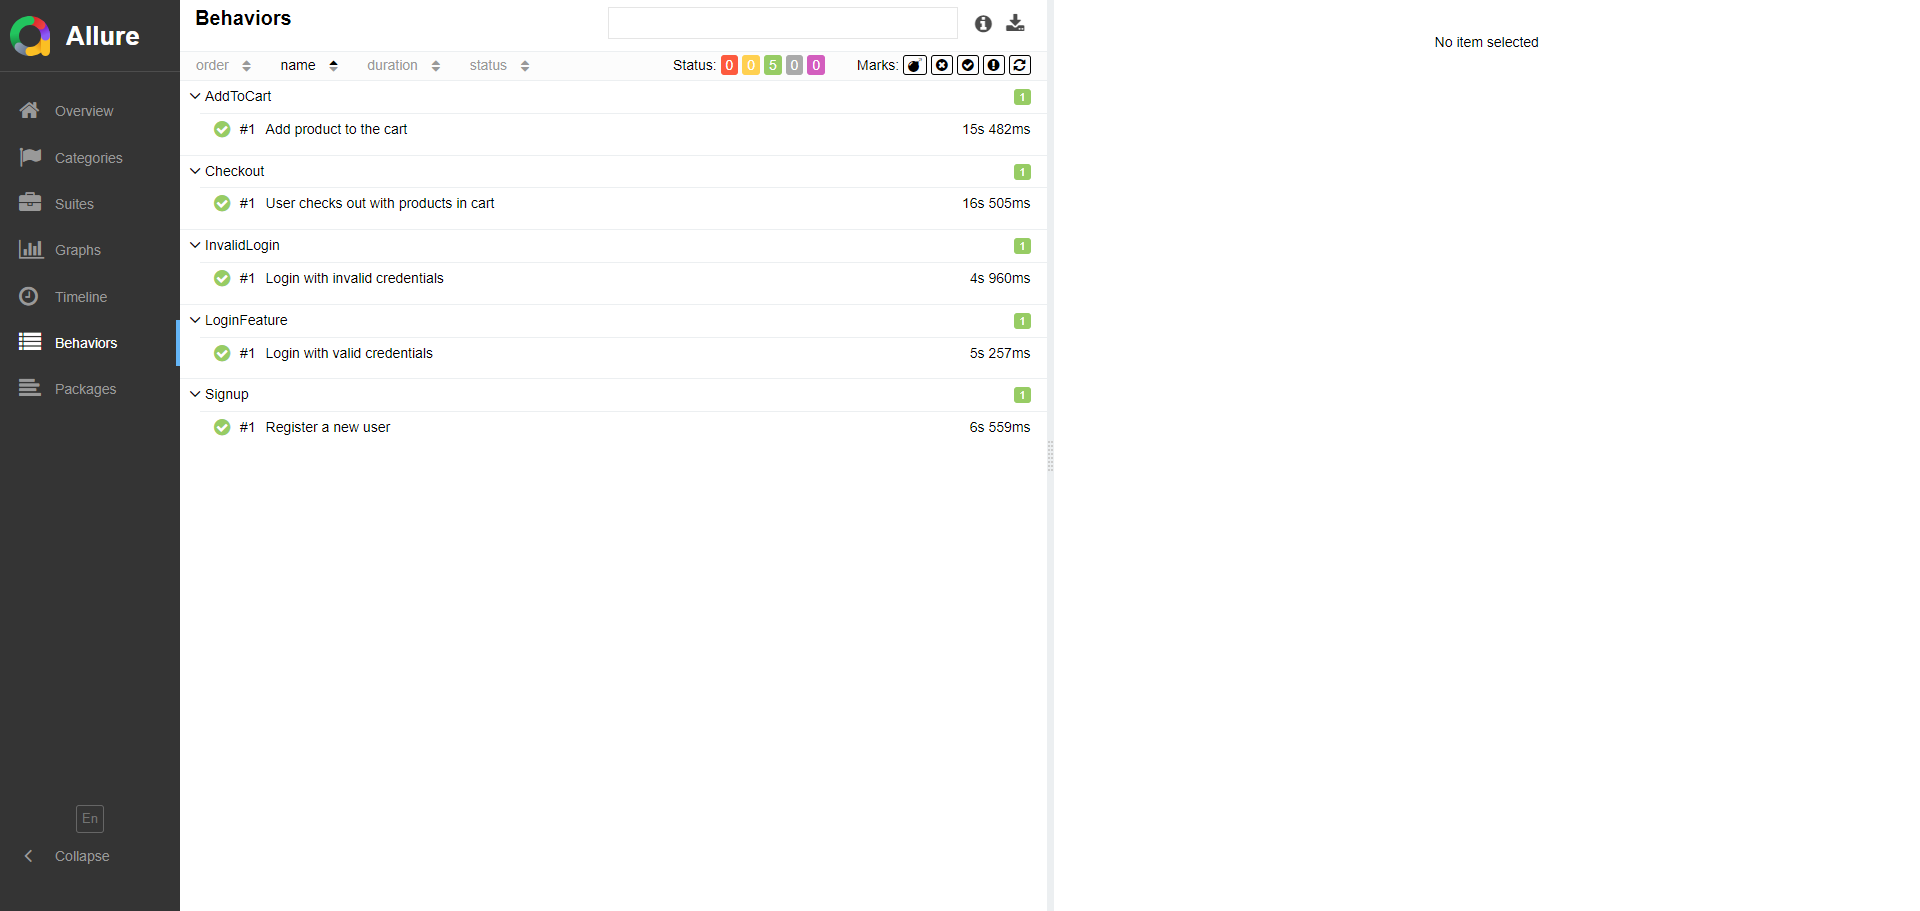 Allure
Overview
Categories
Suites
Graphs
Timeline
Behaviors
Packages
En
Collapse
Behaviors
order name duration status Status: 0 0 5 0 0 Marks:
AddToCart 1
#1 Add product to the cart 15s 482ms
Checkout 1
#1 User checks out with products in cart 16s 505ms
InvalidLogin 1
#1 Login with invalid credentials 4s 960ms
LoginFeature 1
#1 Login with valid credentials 5s 257ms
Signup 1
#1 Register a new user 6s 559ms
No item selected